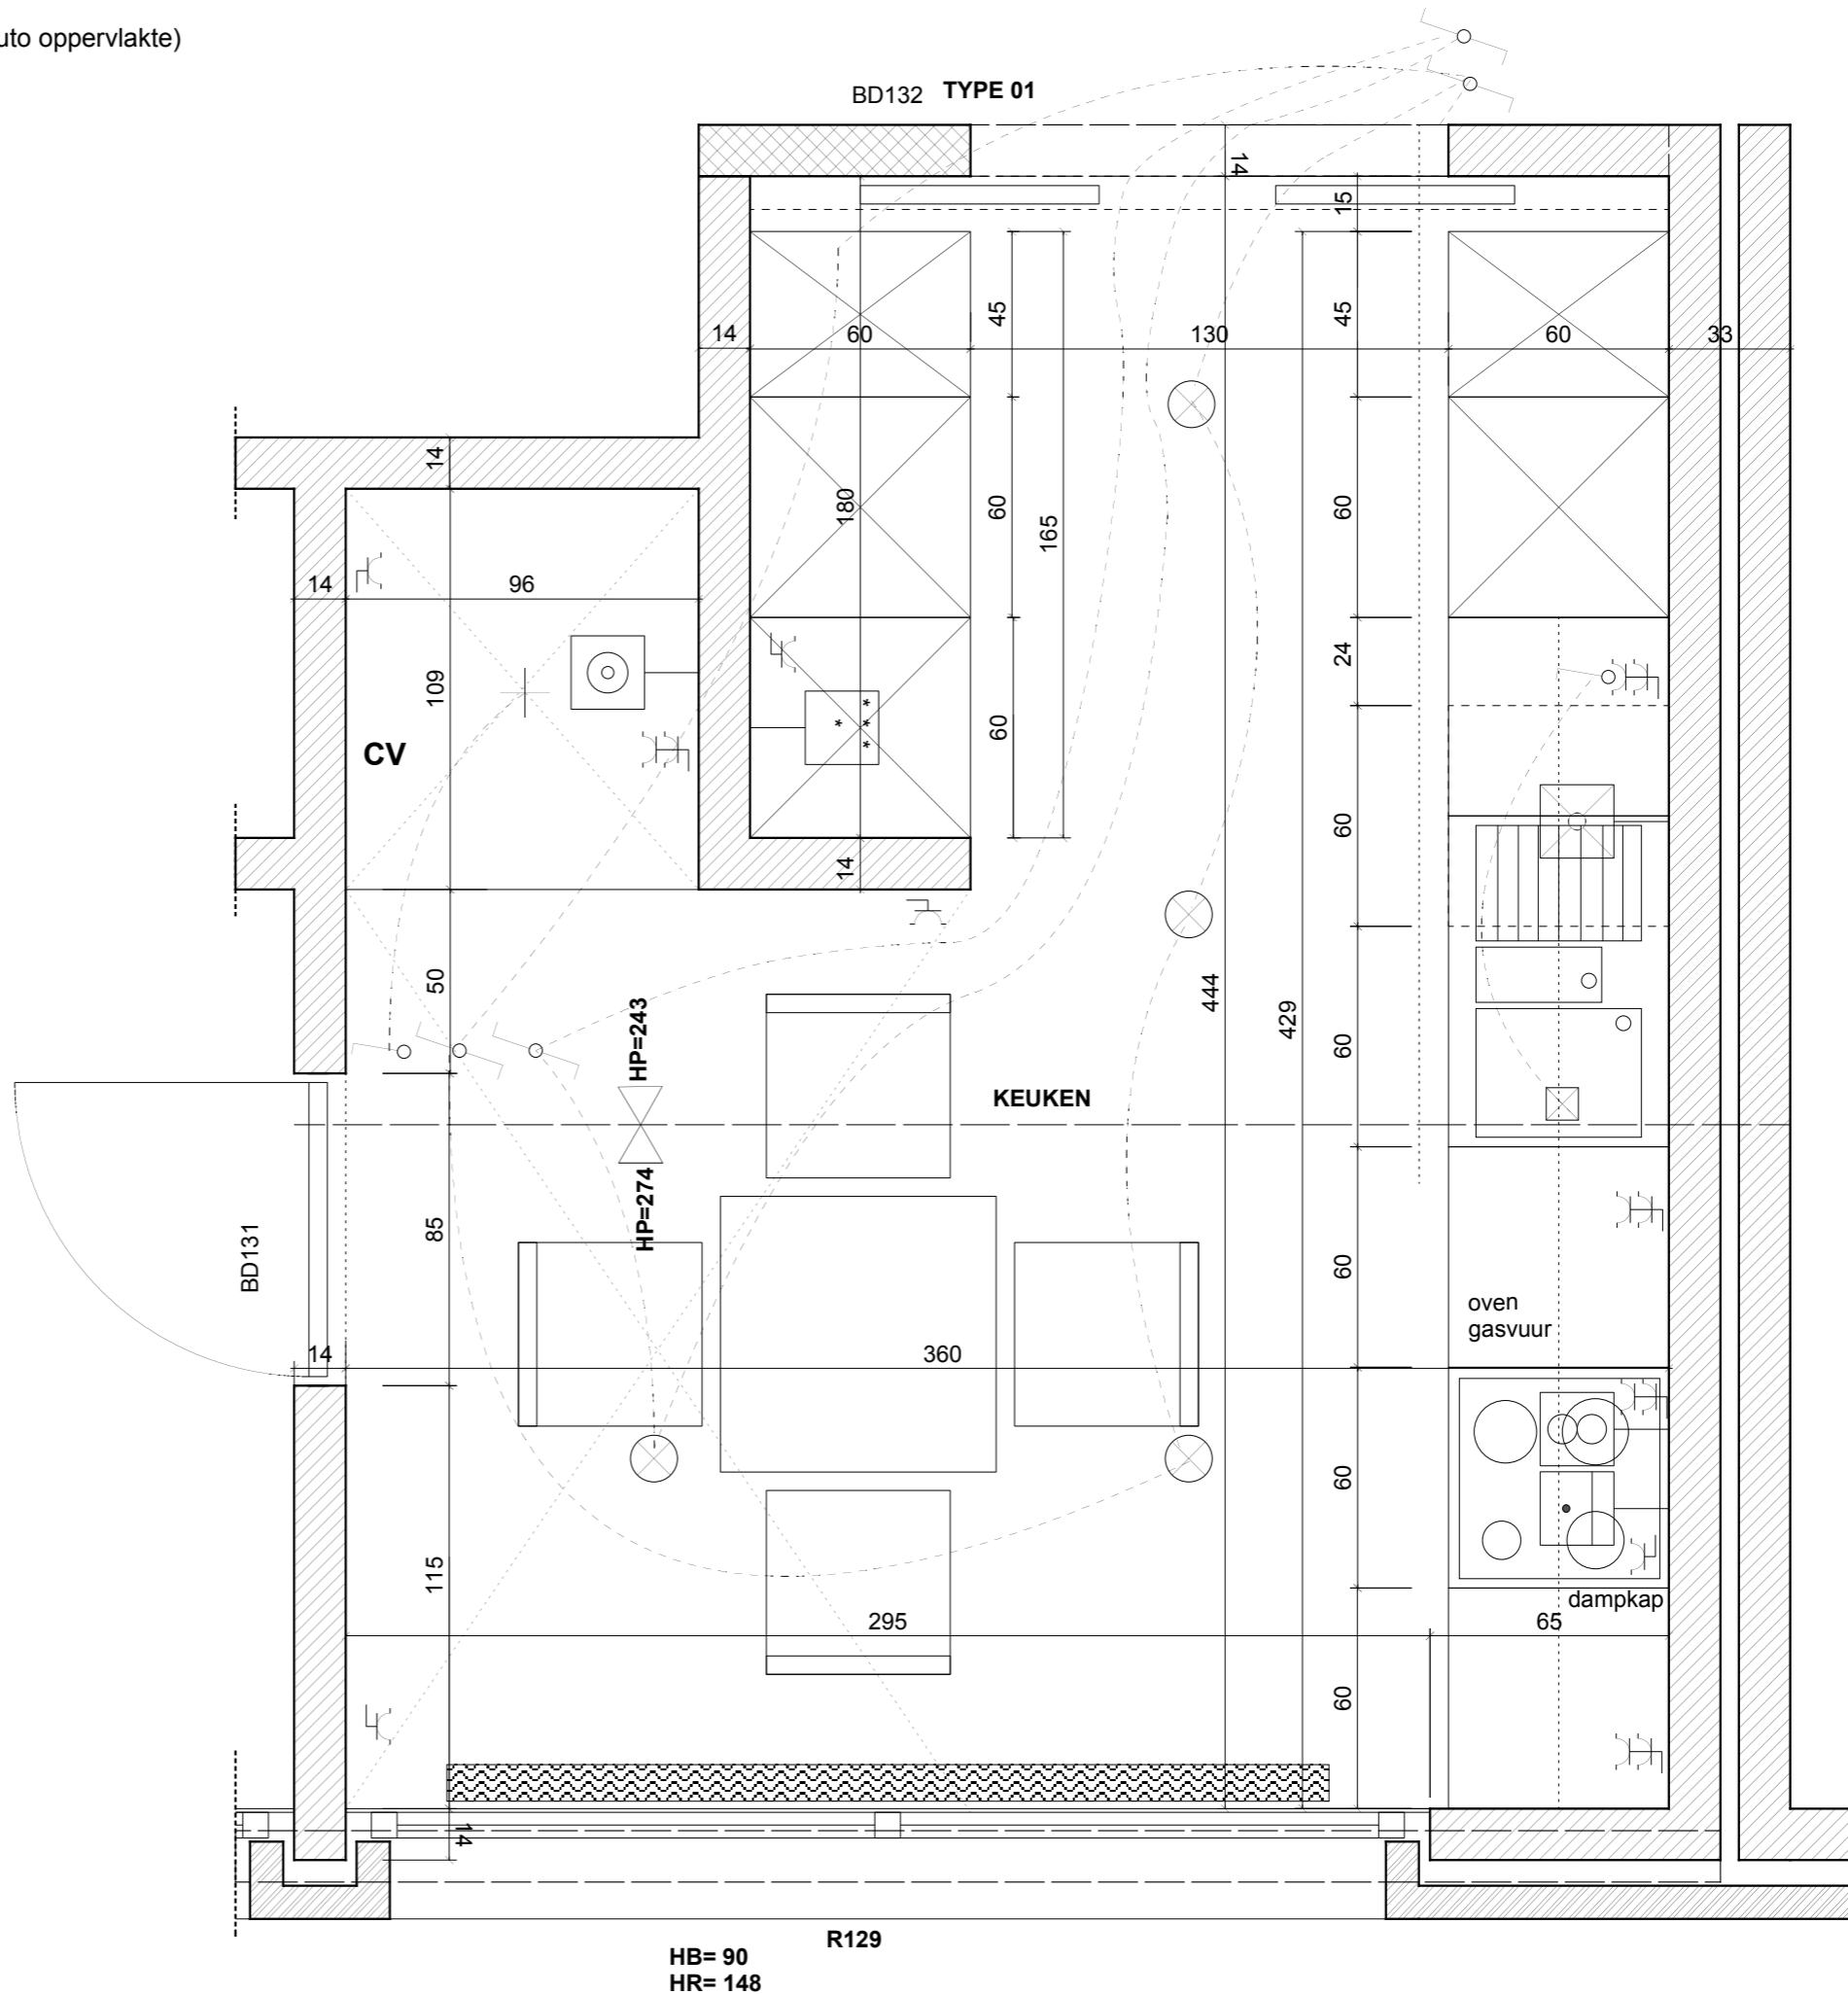 uto oppervlakte)
BD132 TYPE 01
14
15
45
45
14
60
130
60
33
14
180
60
165
60
14
96
109
24
CV
60
60
14
50
444
429
60
HP=243
KEUKEN
HP=274
85
60
BD131
oven
gasvuur
14
360
60
115
dampkap
295
65
60
14
R129
HB= 90
HR= 148